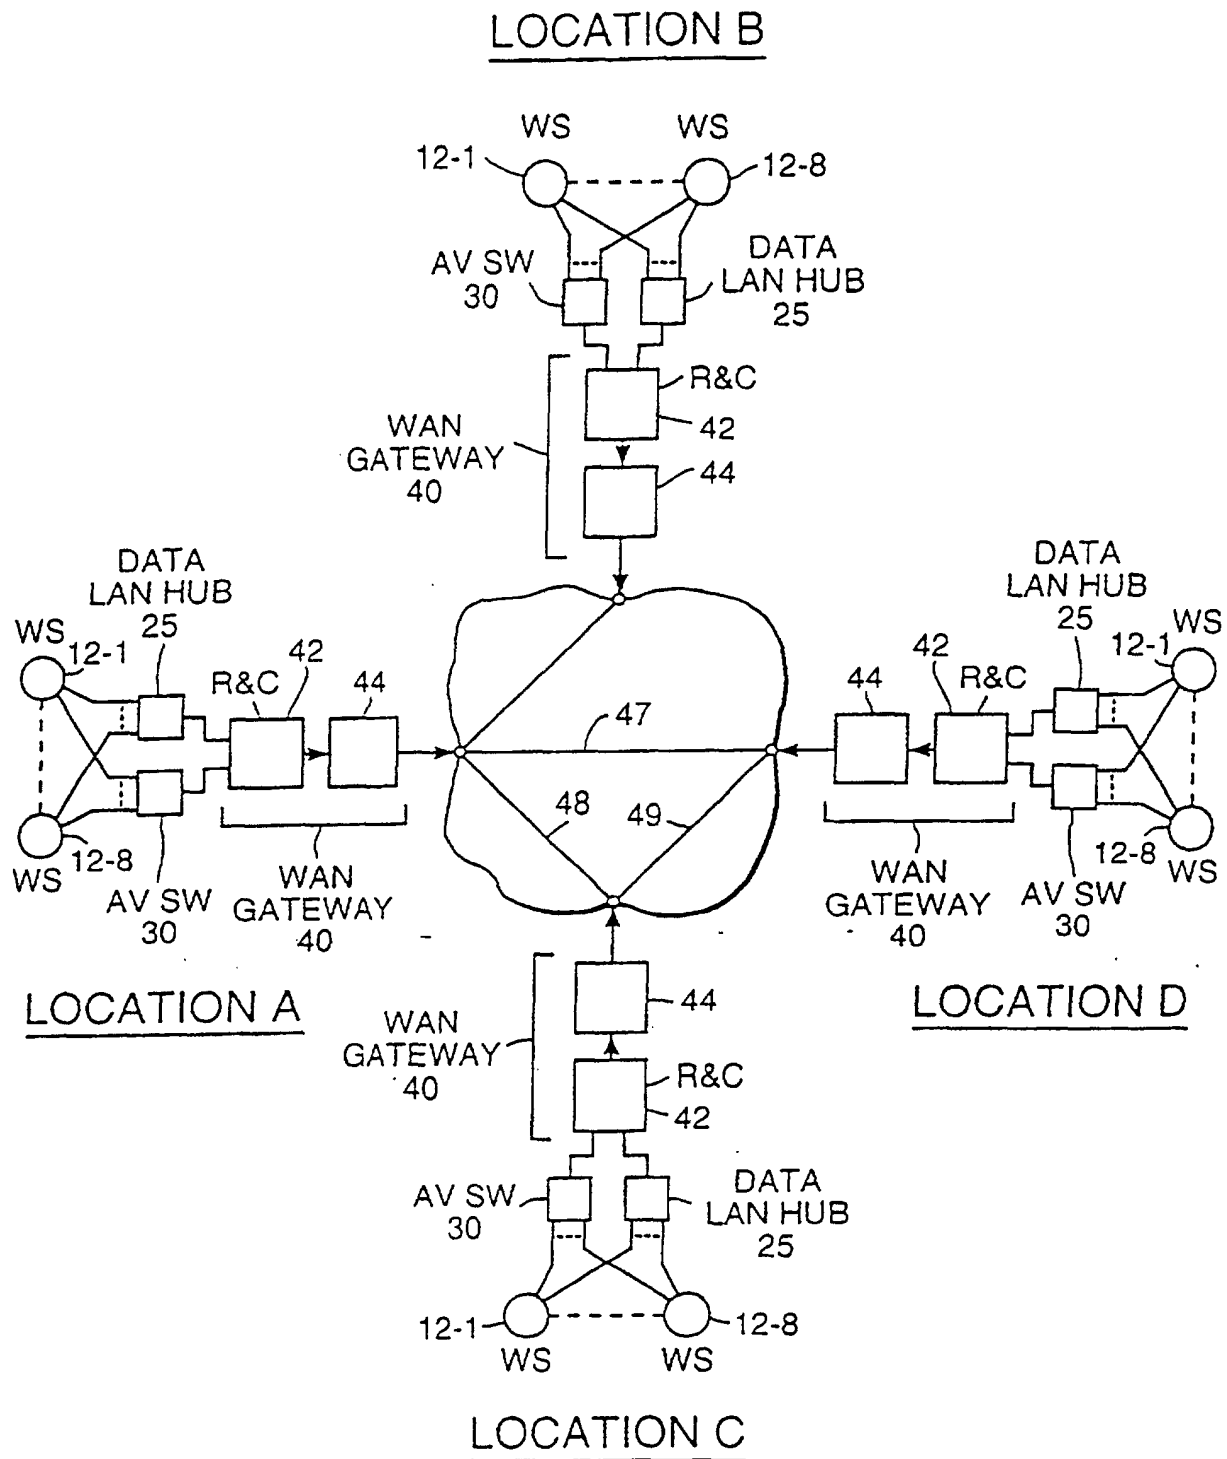 LOCATION B
WS WS
12-1 12-8
AV SW
30
DATA
LAN HUB
25
R&C
42
WAN
GATEWAY
40
44
DATA
LAN HUB
25
WS
12-1
R&C
42
44
12-8
WS
AV SW
30
WAN
GATEWAY
40
LOCATION A
47
48
49
DATA
LAN HUB
25
WS
12-1
42
R&C
44
12-8
WS
AV SW
30
WAN
GATEWAY
40
LOCATION D
WAN
GATEWAY
40
44
R&C
42
AV SW
30
DATA
LAN HUB
25
12-1 12-8
WS WS
LOCATION C